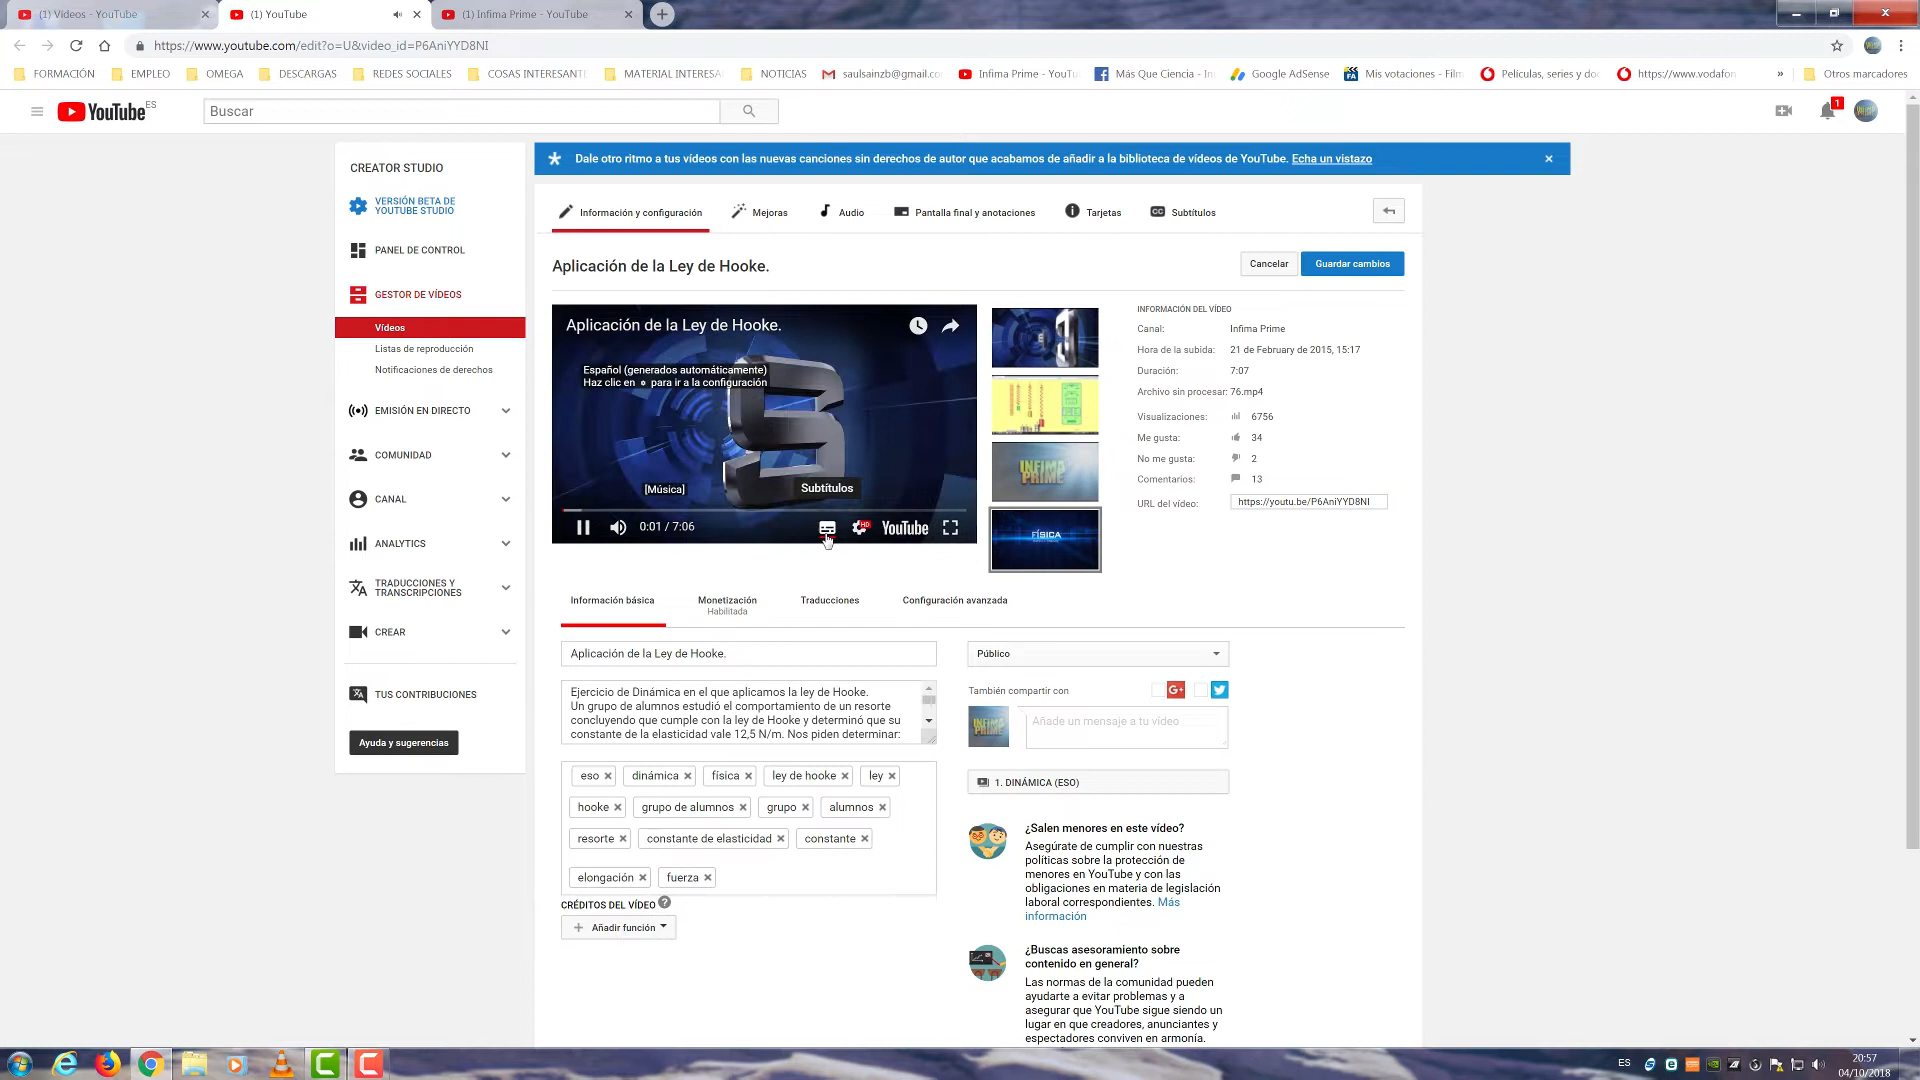 (1) Vídeos - YouTube
(1) YouTube
(1) Infima Prime - YouTube
https://www.youtube.com/edit?o=U&video_id=P6AniYYD8NI
FORMACIÓN
EMPLEO
OMEGA
DESCARGAS
REDES SOCIALES
COSAS INTERESANT
MATERIAL INTERESA
NOTICIAS
saulsainzb@gmail.co
Infima Prime - YouTu
Más Que Ciencia - In
Google AdSense
Mis votaciones - Film
Películas, series y do
https://www.vodafon
»
Otros marcadores
YouTube ES
Buscar
1
CREATOR STUDIO
VERSIÓN BETA DE
YOUTUBE STUDIO
PANEL DE CONTROL
GESTOR DE VÍDEOS
Vídeos
Listas de reproducción
Notificaciones de derechos
EMISIÓN EN DIRECTO
COMUNIDAD
CANAL
ANALYTICS
TRADUCCIONES Y
TRANSCRIPCIONES
CREAR
TUS CONTRIBUCIONES
Ayuda y sugerencias
Dale otro ritmo a tus vídeos con las nuevas canciones sin derechos de autor que acabamos de añadir a la biblioteca de vídeos de YouTube. Echa un vistazo
Información y configuración
Mejoras
Audio
Pantalla final y anotaciones
Tarjetas
CC Subtítulos
Aplicación de la Ley de Hooke.
Cancelar
Guardar cambios
Aplicación de la Ley de Hooke.
Español (generados automáticamente)
Haz clic en para ir a la configuración
[Música]
Subtítulos
0:01 / 7:06
HD
YouTube
INFIMA
PRIME
FÍSICA
INFORMACIÓN DEL VÍDEO
Canal: Infima Prime
Hora de la subida: 21 de February de 2015, 15:17
Duración: 7:07
Archivo sin procesar: 76.mp4
Visualizaciones: 6756
Me gusta: 34
No me gusta: 2
Comentarios: 13
URL del vídeo: https://youtu.be/P6AniYYD8NI
Información básica
Monetización
Habilitada
Traducciones
Configuración avanzada
Aplicación de la Ley de Hooke.
Ejercicio de Dinámica en el que aplicamos la ley de Hooke.
Un grupo de alumnos estudió el comportamiento de un resorte
concluyendo que cumple con la ley de Hooke y determinó que su
constante de la elasticidad vale 12,5 N/m. Nos piden determinar:
eso
dinámica
física
ley de hooke
ley
hooke
grupo de alumnos
grupo
alumnos
resorte
constante de elasticidad
constante
elongación
fuerza
CRÉDITOS DEL VÍDEO ?
+ Añadir función
Público
También compartir con
G+
INFIMA
PRIME
Añade un mensaje a tu vídeo
1. DINÁMICA (ESO)
¿Salen menores en este vídeo?
Asegúrate de cumplir con nuestras
políticas sobre la protección de
menores en YouTube y con las
obligaciones en materia de legislación
laboral correspondientes. Más
información
¿Buscas asesoramiento sobre
contenido en general?
Las normas de la comunidad pueden
ayudarte a evitar problemas y a
asegurar que YouTube sigue siendo un
lugar en que creadores, anunciantes y
espectadores conviven en armonía.
ES
20:57
04/10/2018